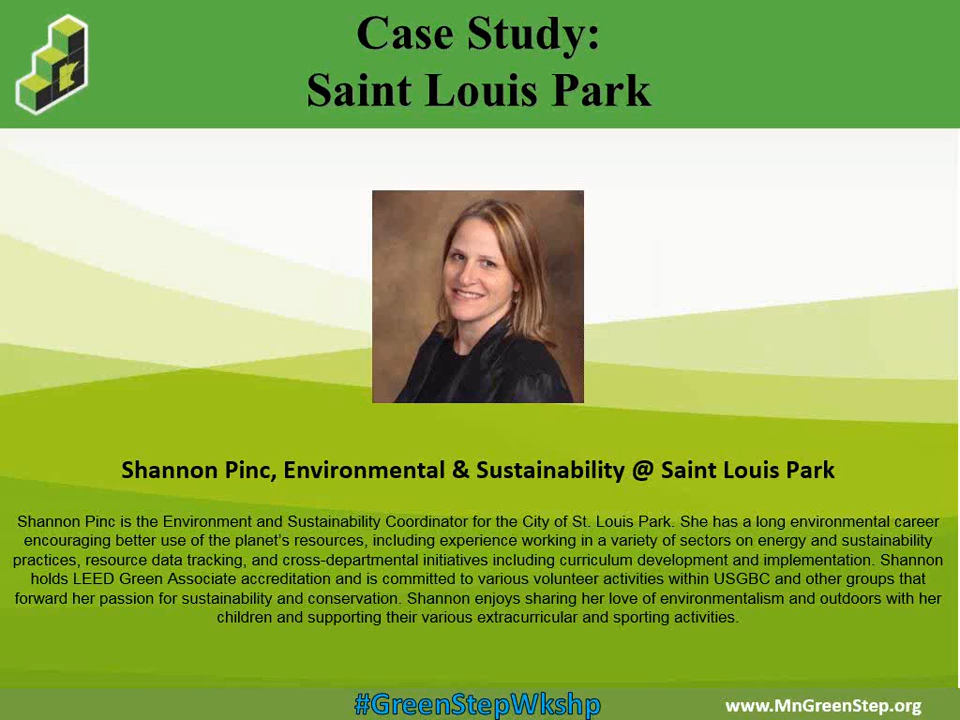 Case Study:
Saint Louis Park
Shannon Pinc, Environmental & Sustainability @ Saint Louis Park
Shannon Pinc is the Environment and Sustainability Coordinator for the City of St. Louis Park. She has a long environmental career
encouraging better use of the planet's resources, including experience working in a variety of sectors on energy and sustainability
practices, resource data tracking, and cross-departmental initiatives including curriculum development and implementation. Shannon
holds LEED Green Associate accreditation and is committed to various volunteer activities within USGBC and other groups that
forward her passion for sustainability and conservation. Shannon enjoys sharing her love of environmentalism and outdoors with her
children and supporting their various extracurricular and sporting activities.
#GreenStepWkshp
www.MnGreenStep.org